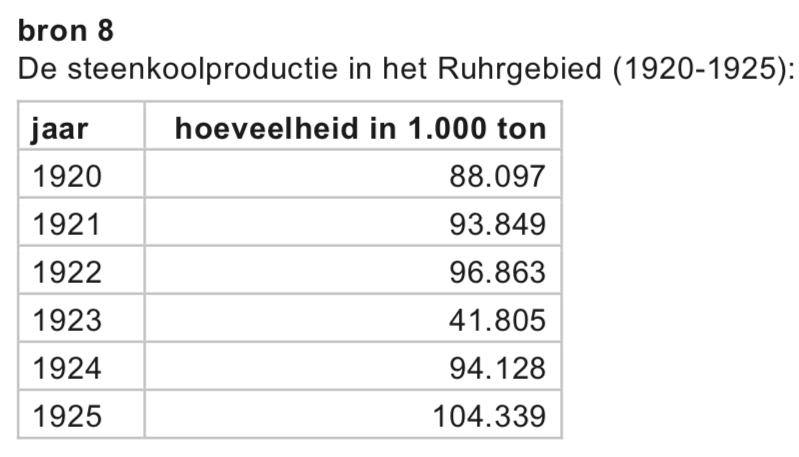 bron 8
De steenkoolproductie in het Ruhrgebied (1920-1925):
jaar hoeveelheid in 1.000 ton
1920 88.097
1921 93.849
1922 96.863
1923 41.805
1924 94.128
1925 104.339